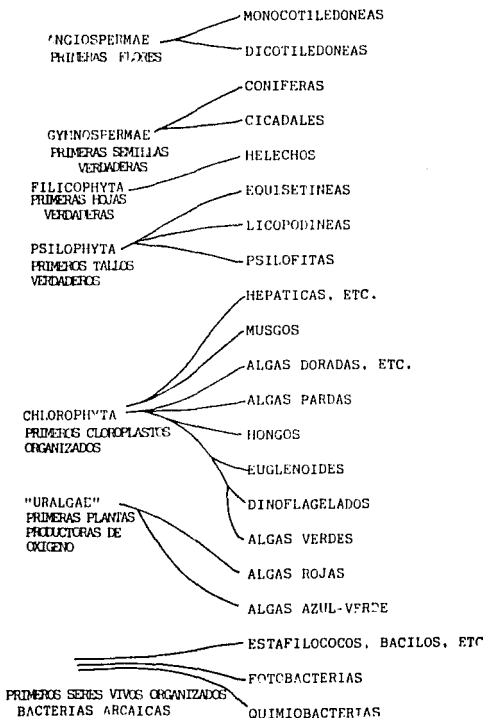 MONOCOTILEDONEAS
ANGIOSPERMAE
PRIMERAS FLORES
DICOTILEDONEAS
CONIFERAS
CICADALES
GYMNOSPERMAE
PRIMERAS SEMILLAS
VERDADERAS
HELECHOS
FILICOPHYTA
PRIMERAS HOJAS
VERDADERAS
EQUISETINEAS
LICOPODINEAS
PSILOPHYTA
PRIMEROS TALLOS
VERDADEROS
PSILOFITAS
HEPATICAS, ETC.
MUSGOS
ALGAS DORADAS, ETC.
ALGAS PARDAS
CHLOROPHYTA
PRIMEROS CLOROPLASTOS
ORGANIZADOS
HONGOS
EUGLENOIDES
DINOFLAGELADOS
ALGAS VERDES
"URALGAE"
PRIMERAS PLANTAS
PRODUCTORAS DE
OXIGENO
ALGAS ROJAS
ALGAS AZUL-VERDE
ESTAFILOCOCOS, BACILOS, ETC
FOTOBACTERIAS
PRIMEROS SERES VIVOS ORGANIZADOS
BACTERIAS ARCAICAS
QUIMIOBACTERIAS